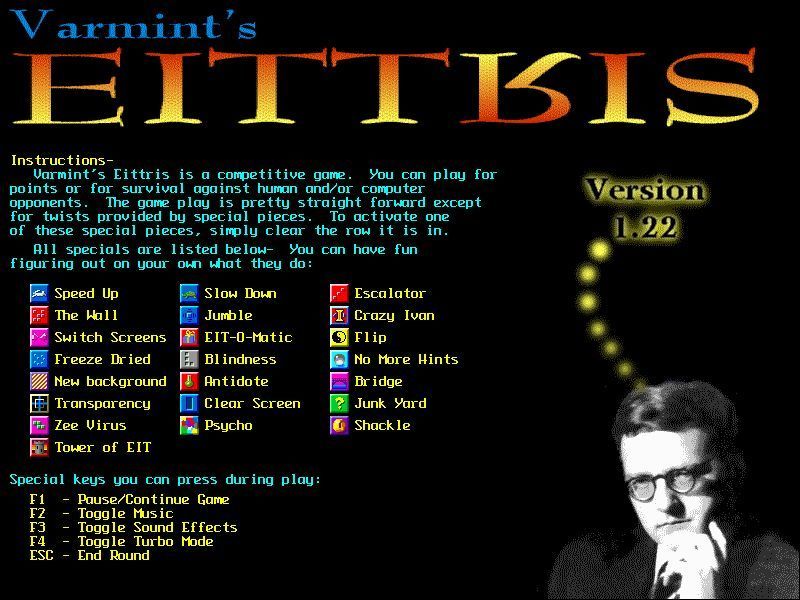 Varmint's
EITTRIS
Instructions-
Varmint's Eittris is a competitive game. You can play for
points or for survival against human and/or computer
opponents. The game play is pretty straight forward except
for twists provided by special pieces. To activate one
of these special pieces, simply clear the row it is in.
All specials are listed below- You can have fun
figuring out on your own what they do:
Version
1.22
Speed Up Slow Down Escalator
The Wall Jumble Crazy Ivan
Switch Screens EIT-O-Matic Flip
Freeze Dried Blindness No More Hints
New background Antidote Bridge
Transparency Clear Screen Junk Yard
Zee Virus Psycho Shackle
Tower of EIT
Special keys you can press during play:
F1 - Pause/Continue Game
F2 - Toggle Music
F3 - Toggle Sound Effects
F4 - Toggle Turbo Mode
ESC - End Round